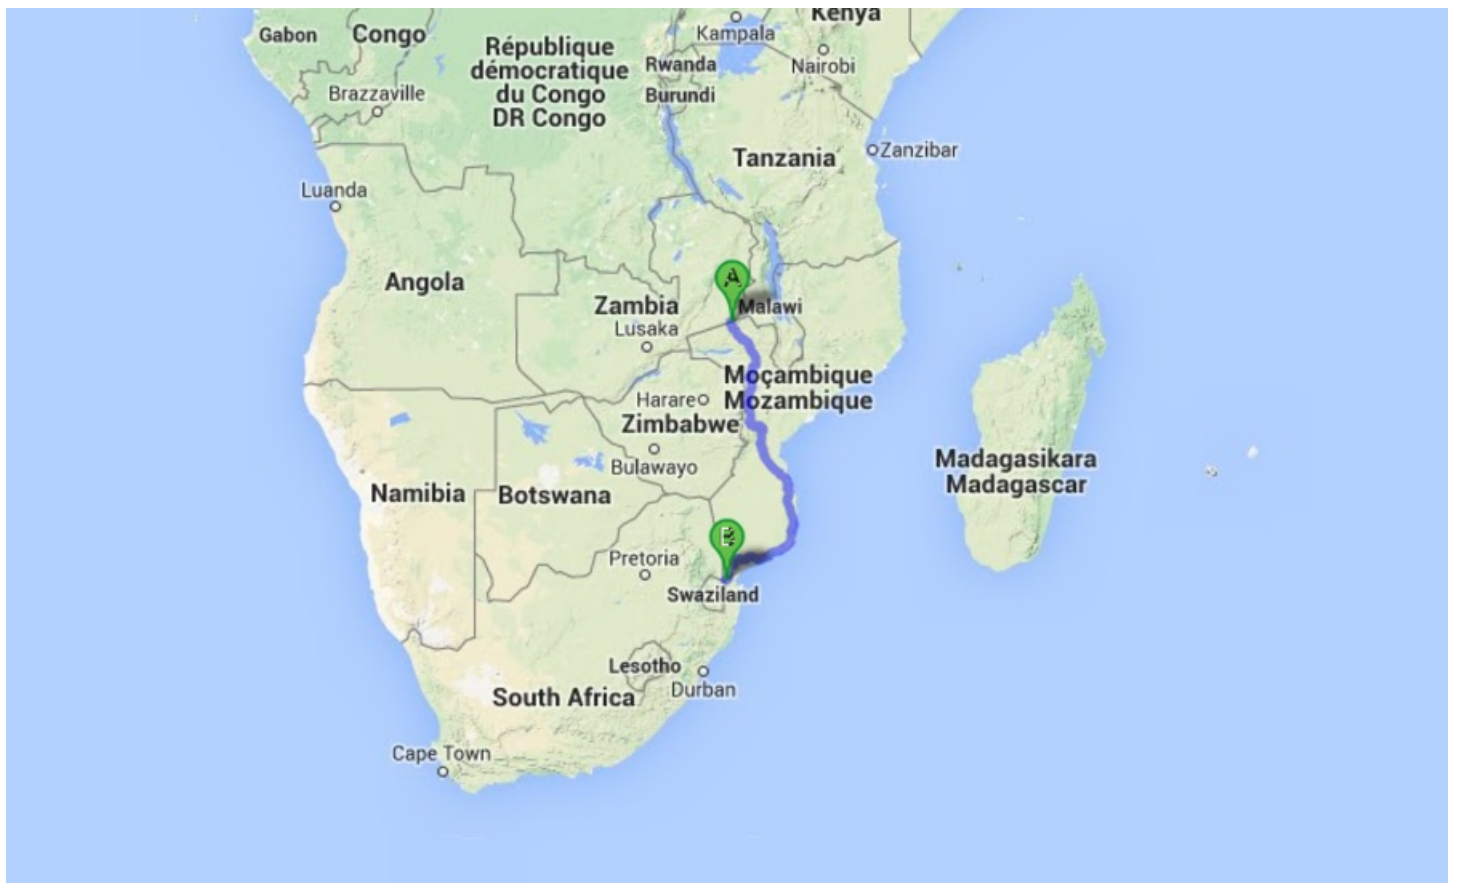 Kenya
Gabon
Congo
Kampala
République
démocratique
du Congo
DR Congo
Rwanda
Nairobi
Brazzaville
Burundi
Tanzania
Zanzibar
Luanda
Angola
A
Zambia
Malawi
Lusaka
Moçambique
Mozambique
Harare
Zimbabwe
Bulawayo
Madagasikara
Madagascar
Namibia
Botswana
B
Pretoria
Swaziland
Lesotho
Durban
South Africa
Cape Town